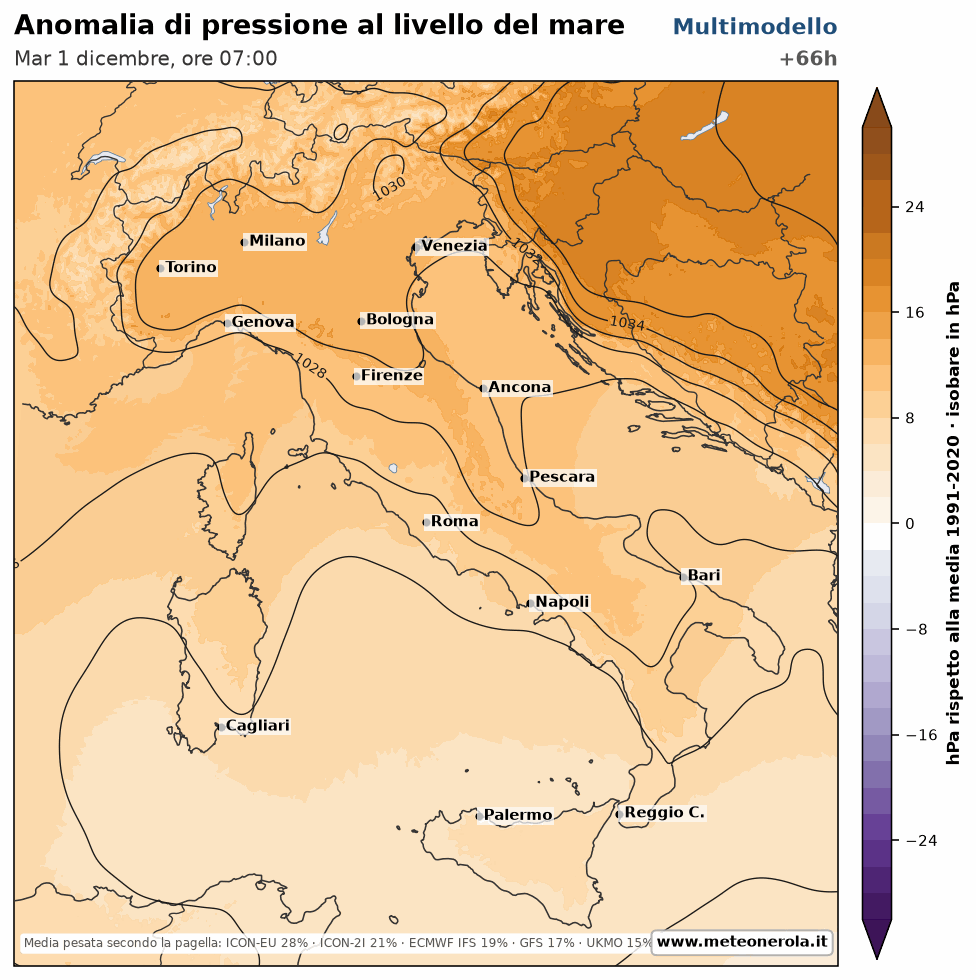 Anomalia di pressione al livello del mare
Multimodello
Mar 1 dicembre, ore 07:00
+66h
1030
Milano
Venezia
Torino
1032
Genova
Bologna
1034
1028
Firenze
Ancona
Pescara
Roma
Bari
Napoli
Cagliari
Palermo
Reggio C.
24
16
8
0
−8
−16
−24
hPa rispetto alla media 1991-2020 · isobare in hPa
Media pesata secondo la pagella: ICON-EU 28% · ICON-2I 21% · ECMWF IFS 19% · GFS 17% · UKMO 15%
www.meteonerola.it